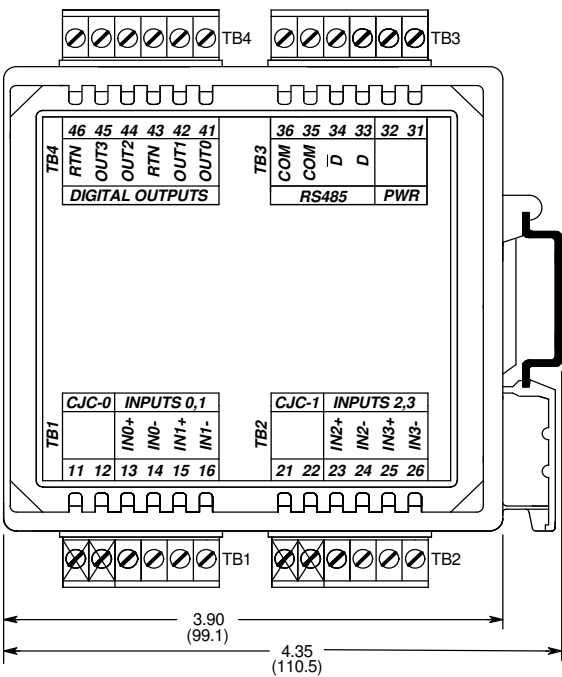 TB4 TB3
46 45 44 43 42 41 36 35 34 33 32 31
TB4 RTN OUT3 OUT2 RTN OUT1 OUT0 TB3 COM COM D̅ D
DIGITAL OUTPUTS RS485 PWR
CJC-0 INPUTS 0,1 CJC-1 INPUTS 2,3
TB1 IN0+ IN0- IN1+ IN1- TB2 IN2+ IN2- IN3+ IN3-
11 12 13 14 15 16 21 22 23 24 25 26
TB1 TB2
3.90
(99.1)
4.35
(110.5)